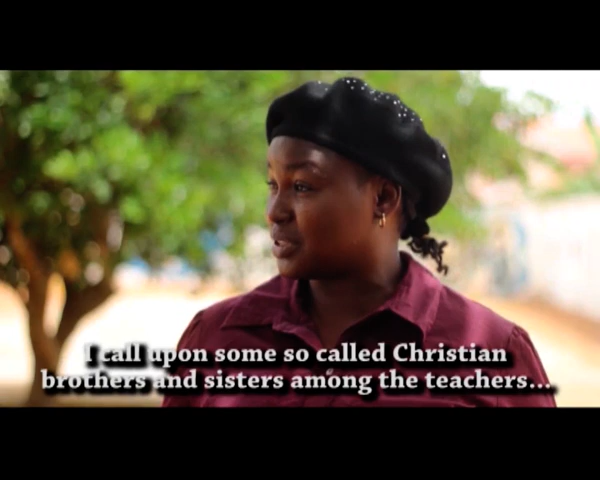 I call upon some so called Christian
brothers and sisters among the teachers...